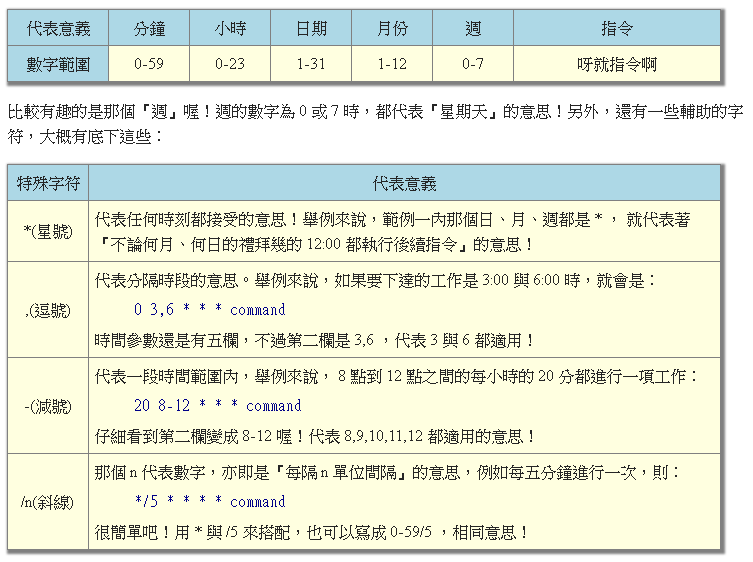 代表意義 分鐘 小時 日期 月份 週 指令
數字範圍 0-59 0-23 1-31 1-12 0-7 呀就指令啊
比較有趣的是那個『週』喔！週的數字為 0 或 7 時，都代表『星期天』的意思！另外，還有一些輔助的字
符，大概有底下這些：
特殊字符 代表意義
*(星號)
代表任何時刻都接受的意思！舉例來說，範例一內那個日、月、週都是 * ， 就代表著
『不論何月、何日的禮拜幾的 12:00 都執行後續指令』的意思！
,(逗號)
代表分隔時段的意思。舉例來說，如果要下達的工作是 3:00 與 6:00 時，就會是：
0 3,6 * * * command
時間參數還是有五欄，不過第二欄是 3,6 ，代表 3 與 6 都適用！
-(減號)
代表一段時間範圍內，舉例來說， 8 點到 12 點之間的每小時的 20 分都進行一項工作：
20 8-12 * * * command
仔細看到第二欄變成 8-12 喔！代表 8,9,10,11,12 都適用的意思！
/n(斜線)
那個 n 代表數字，亦即是『每隔 n 單位間隔』的意思，例如每五分鐘進行一次，則：
*/5 * * * * command
很簡單吧！用 * 與 /5 來搭配，也可以寫成 0-59/5 ，相同意思！